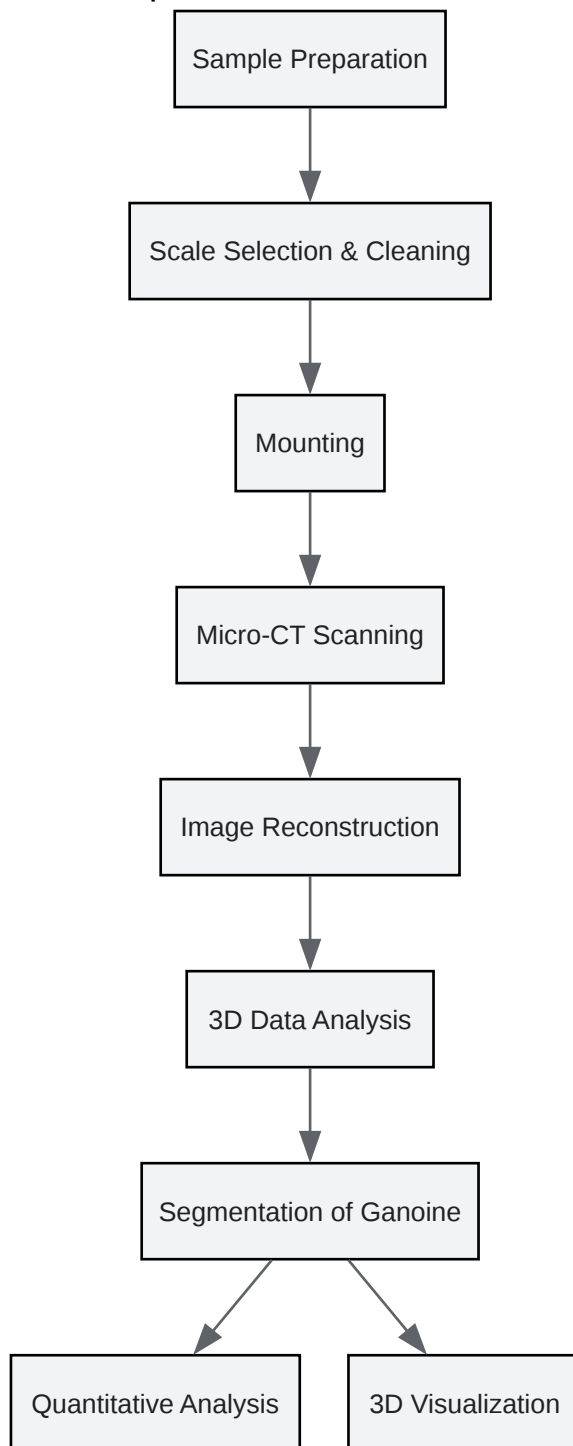 Sample Preparation
Scale Selection & Cleaning
Mounting
Micro-CT Scanning
Image Reconstruction
3D Data Analysis
Segmentation of Ganoine
Quantitative Analysis
3D Visualization